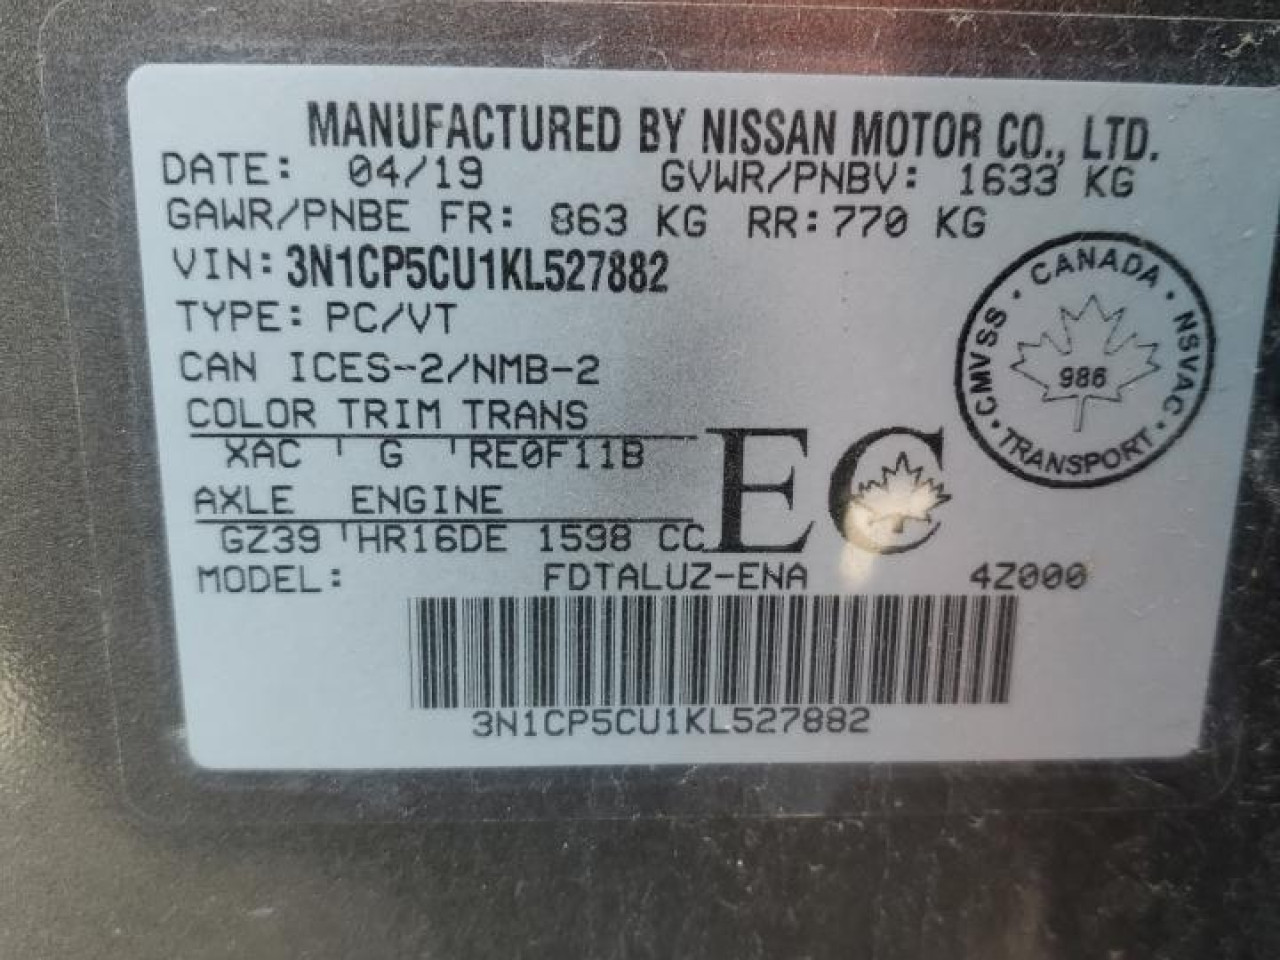 MANUFACTURED BY NISSAN MOTOR CO., LTD.
DATE: 04/19 GVWR/PNBV: 1633 KG
GAWR/PNBE FR: 863 KG RR: 770 KG
VIN: 3N1CP5CU1KL527882
TYPE: PC/VT
CAN ICES-2/NMB-2
COLOR TRIM TRANS
XAC ' G 'RE0F11B
AXLE ENGINE
GZ39 'HR16DE 1598 CC
EC
MODEL: FDTALUZ-ENA 4Z000
3N1CP5CU1KL527882
CMVSS · CANADA · NSVAC · TRANSPORT ·
986